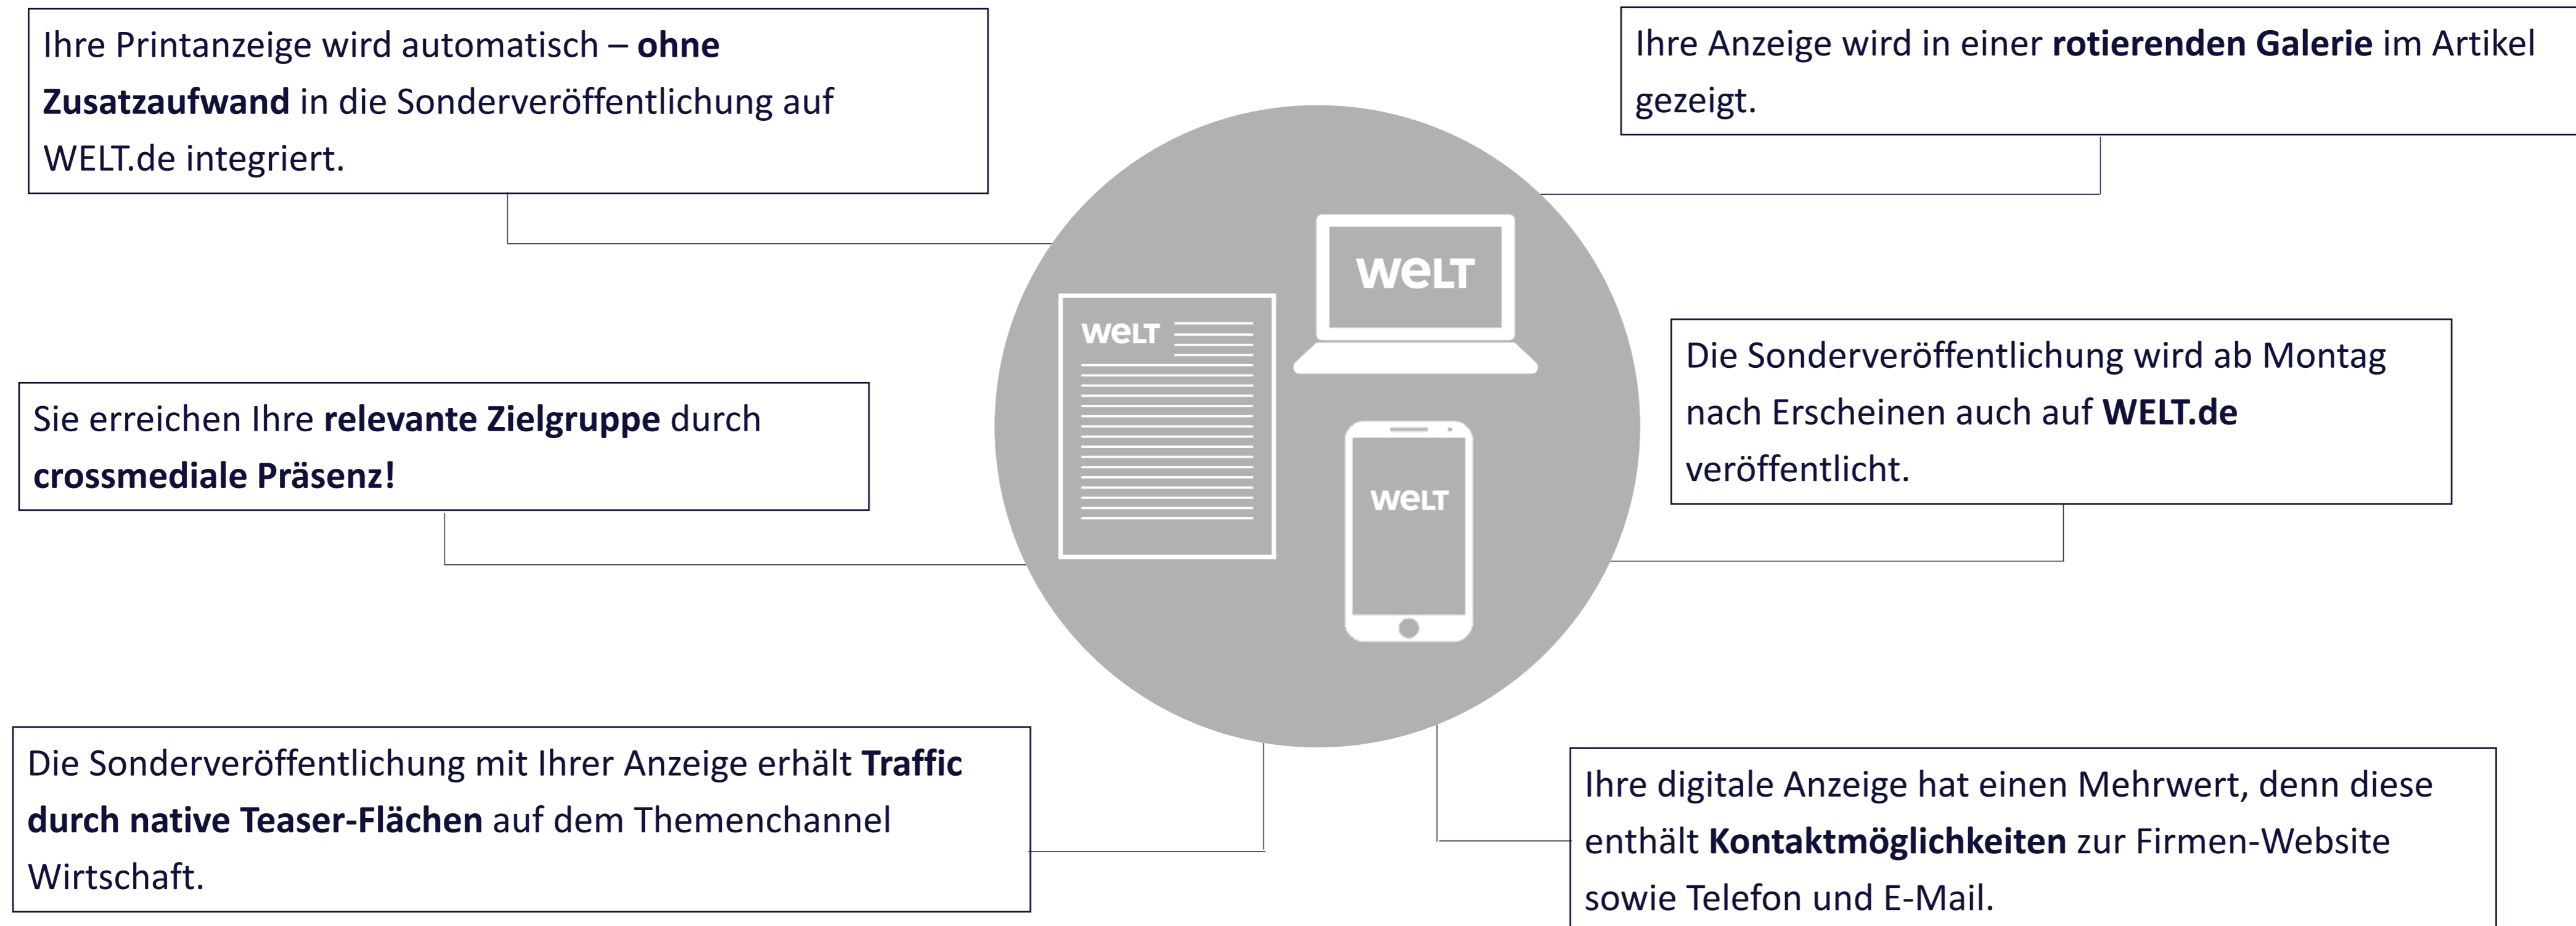 Ihre Printanzeige wird automatisch – ohne
Zusatzaufwand in die Sonderveröffentlichung auf
WELT.de integriert.
Ihre Anzeige wird in einer rotierenden Galerie im Artikel
gezeigt.
WELT
WELT
WELT
Sie erreichen Ihre relevante Zielgruppe durch
crossmediale Präsenz!
Die Sonderveröffentlichung wird ab Montag
nach Erscheinen auch auf WELT.de
veröffentlicht.
Die Sonderveröffentlichung mit Ihrer Anzeige erhält Traffic
durch native Teaser-Flächen auf dem Themenchannel
Wirtschaft.
Ihre digitale Anzeige hat einen Mehrwert, denn diese
enthält Kontaktmöglichkeiten zur Firmen-Website
sowie Telefon und E-Mail.